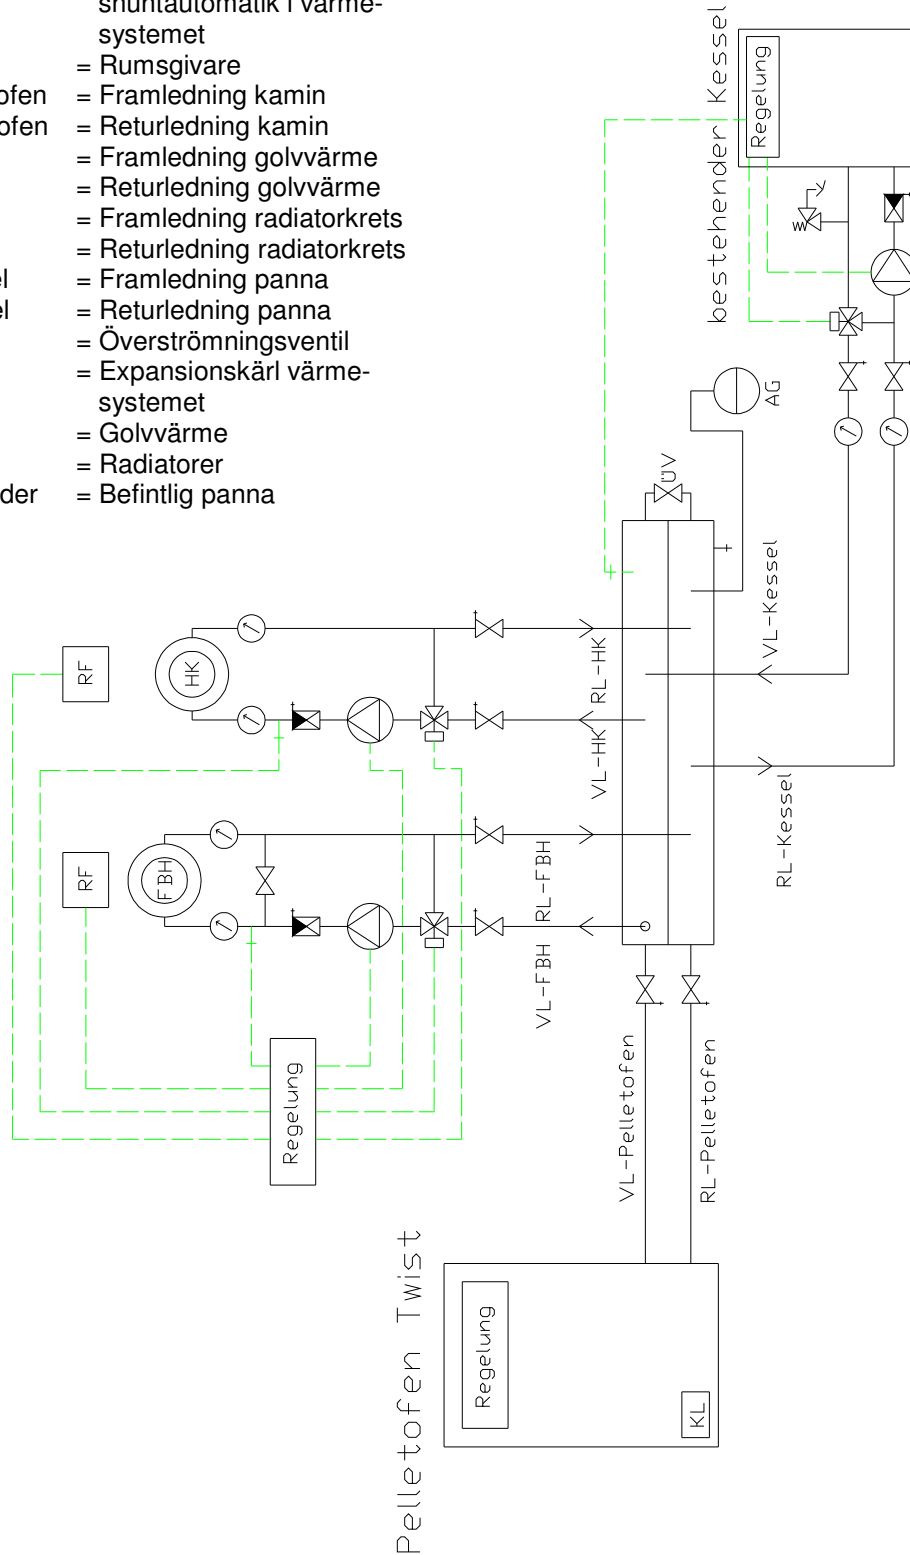 shuntautomatik i värme-
systemet
= Rumsgivare
ofen = Framledning kamin
ofen = Returledning kamin
= Framledning golvvärme
= Returledning golvvärme
= Framledning radiatorkrets
= Returledning radiatorkrets
el = Framledning panna
el = Returledning panna
= Överströmningsventil
= Expansionskärl värme-
systemet
= Golvvärme
= Radiatorer
der = Befintlig panna
bestehender Kessel
Regelung
AG
ÜV
VL-Kessel
RL-Kessel
RF
HK
RL-HK
VL-HK
RF
FBH
RL-FBH
VL-FBH
Regelung
VL-Pelletofen
RL-Pelletofen
Pelletofen Twist
Regelung
KL